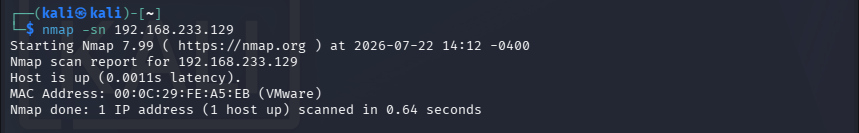 ┌──(kali㉿kali)-[~]
└─$ nmap -sn 192.168.233.129
Starting Nmap 7.99 ( https://nmap.org ) at 2026-07-22 14:12 -0400
Nmap scan report for 192.168.233.129
Host is up (0.0011s latency).
MAC Address: 00:0C:29:FE:A5:EB (VMware)
Nmap done: 1 IP address (1 host up) scanned in 0.64 seconds